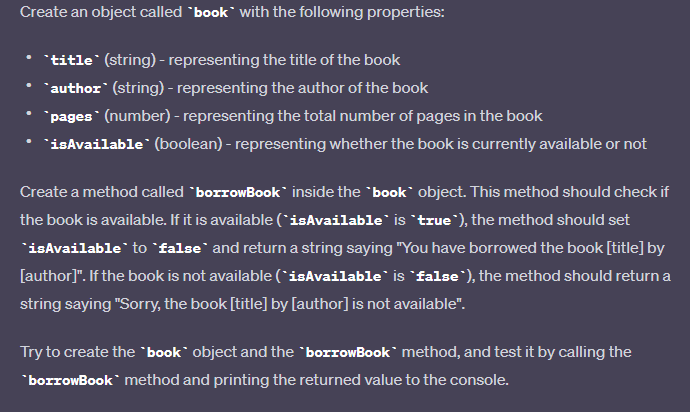 Create an object called `book` with the following properties:
• `title` (string) - representing the title of the book
• `author` (string) - representing the author of the book
• `pages` (number) - representing the total number of pages in the book
• `isAvailable` (boolean) - representing whether the book is currently available or not
Create a method called `borrowBook` inside the `book` object. This method should check if
the book is available. If it is available (`isAvailable` is `true`), the method should set
`isAvailable` to `false` and return a string saying "You have borrowed the book [title] by
[author]". If the book is not available (`isAvailable` is `false`), the method should return a
string saying "Sorry, the book [title] by [author] is not available".
Try to create the `book` object and the `borrowBook` method, and test it by calling the
`borrowBook` method and printing the returned value to the console.